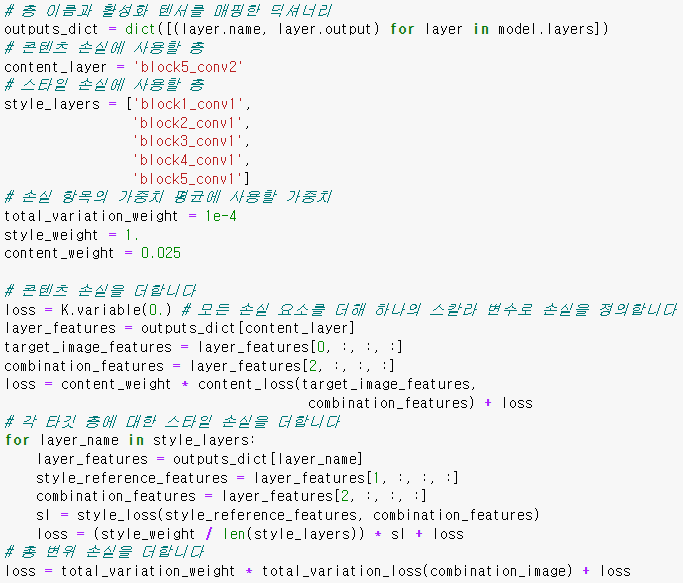 # 층 이름과 활성화 텐서를 매핑한 딕셔너리
outputs_dict = dict([(layer.name, layer.output) for layer in model.layers])
# 콘텐츠 손실에 사용할 층
content_layer = 'block5_conv2'
# 스타일 손실에 사용할 층
style_layers = ['block1_conv1',
                'block2_conv1',
                'block3_conv1',
                'block4_conv1',
                'block5_conv1']
# 손실 항목의 가중치 평균에 사용할 가중치
total_variation_weight = 1e-4
style_weight = 1.
content_weight = 0.025

# 콘텐츠 손실을 더합니다
loss = K.variable(0.) # 모든 손실 요소를 더해 하나의 스칼라 변수로 손실을 정의합니다
layer_features = outputs_dict[content_layer]
target_image_features = layer_features[0, :, :, :]
combination_features = layer_features[2, :, :, :]
loss = content_weight * content_loss(target_image_features,
                                      combination_features) + loss
# 각 타깃 층에 대한 스타일 손실을 더합니다
for layer_name in style_layers:
    layer_features = outputs_dict[layer_name]
    style_reference_features = layer_features[1, :, :, :]
    combination_features = layer_features[2, :, :, :]
    sl = style_loss(style_reference_features, combination_features)
    loss = (style_weight / len(style_layers)) * sl + loss
# 총 변위 손실을 더합니다
loss = total_variation_weight * total_variation_loss(combination_image) + loss